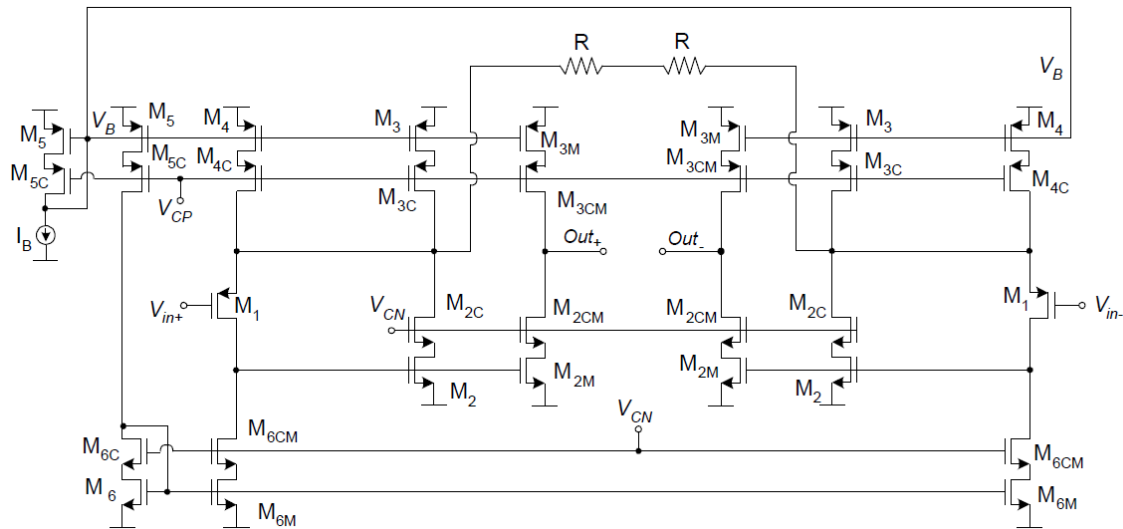 R R
V_B
M_5 V_B M_5 M_4 M_3 M_3M M_3M M_3 M_4
M_5C M_5C M_4C M_3C M_3CM M_3CM M_3C M_4C
V_CP
I_B
Out_+ Out_-
V_in+ M_1 V_CN M_2C M_2CM M_2CM M_2C M_1 V_in-
M_2 M_2M M_2M M_2
V_CN
M_6C M_6CM M_6CM
M_6 M_6M M_6M